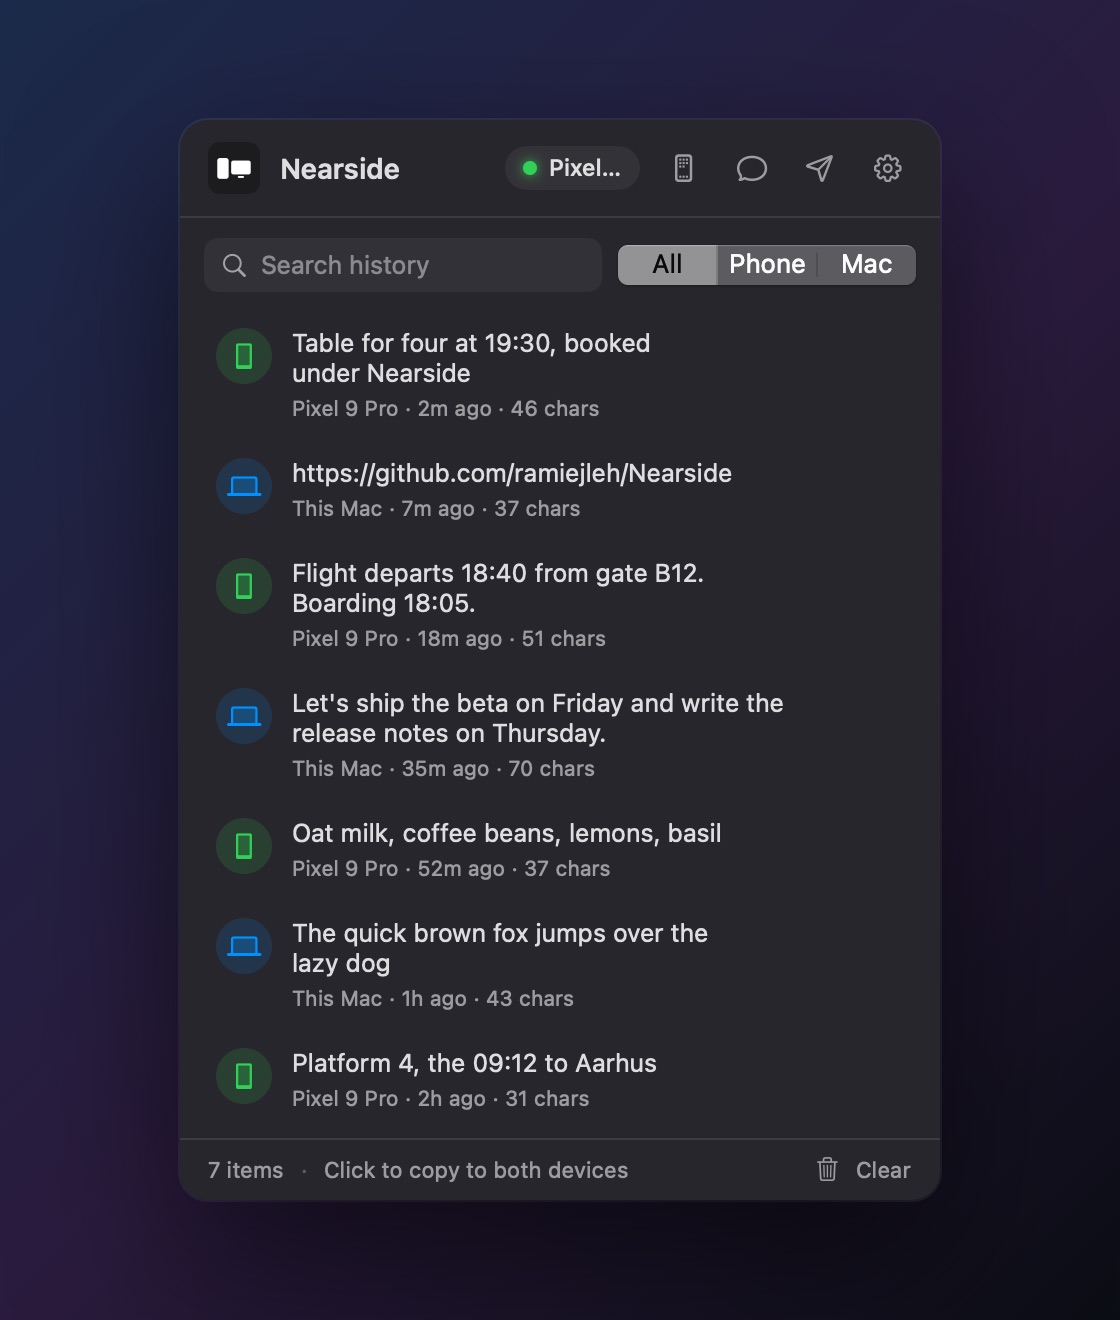 Nearside
Pixel...
Search history
All Phone Mac
Table for four at 19:30, booked
under Nearside
Pixel 9 Pro · 2m ago · 46 chars
https://github.com/ramiejleh/Nearside
This Mac · 7m ago · 37 chars
Flight departs 18:40 from gate B12.
Boarding 18:05.
Pixel 9 Pro · 18m ago · 51 chars
Let's ship the beta on Friday and write the
release notes on Thursday.
This Mac · 35m ago · 70 chars
Oat milk, coffee beans, lemons, basil
Pixel 9 Pro · 52m ago · 37 chars
The quick brown fox jumps over the
lazy dog
This Mac · 1h ago · 43 chars
Platform 4, the 09:12 to Aarhus
Pixel 9 Pro · 2h ago · 31 chars
7 items · Click to copy to both devices
Clear